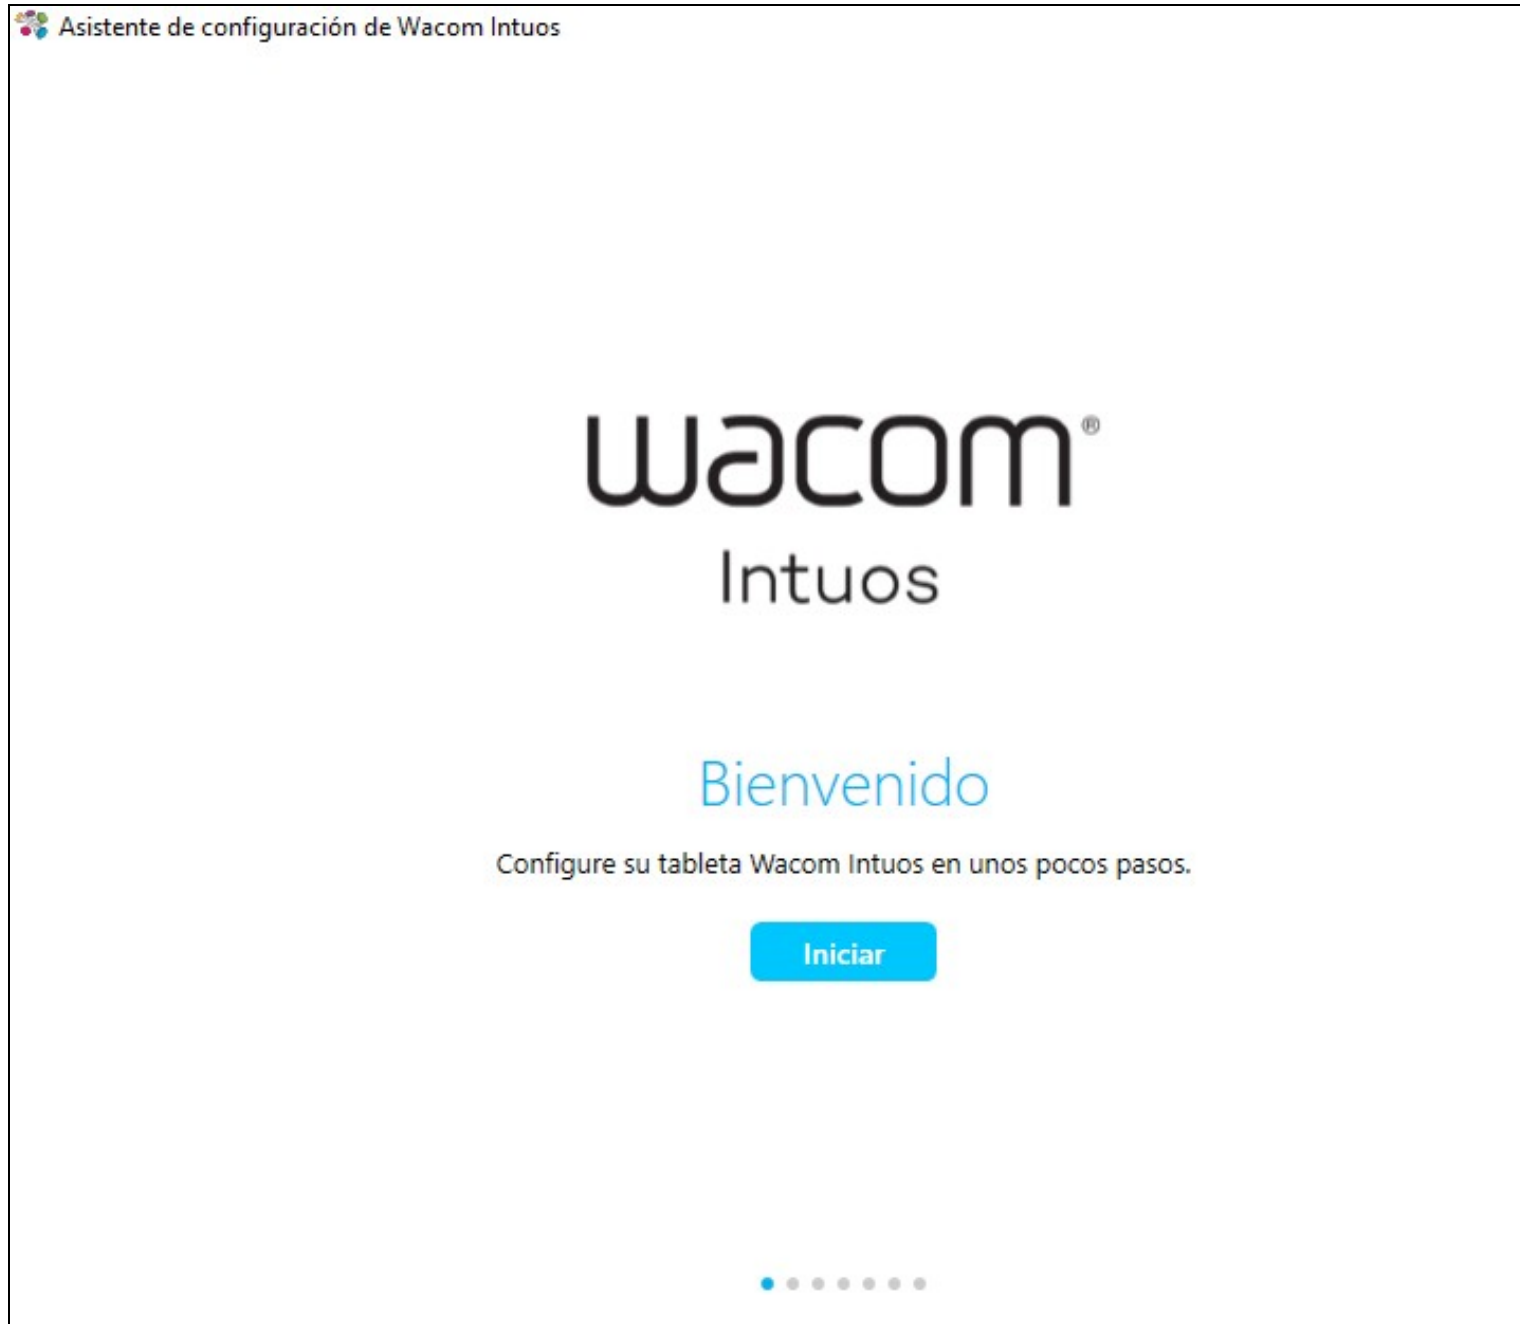 Asistente de configuración de Wacom Intuos
wacom®
Intuos
Bienvenido
Configure su tableta Wacom Intuos en unos pocos pasos.
Iniciar